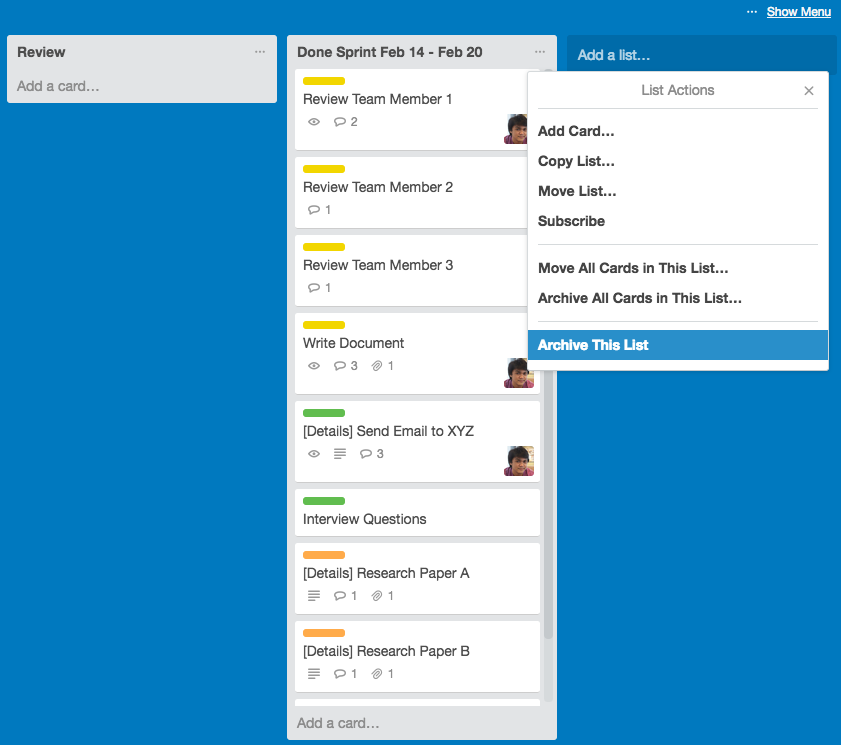 Show Menu
Review
Add a card…
Done Sprint Feb 14 - Feb 20
Review Team Member 1
2
Review Team Member 2
1
Review Team Member 3
1
Write Document
3 1
[Details] Send Email to XYZ
3
Interview Questions
[Details] Research Paper A
1 1
[Details] Research Paper B
1 1
Add a card…
Add a list…
List Actions
Add Card…
Copy List…
Move List…
Subscribe
Move All Cards in This List…
Archive All Cards in This List…
Archive This List